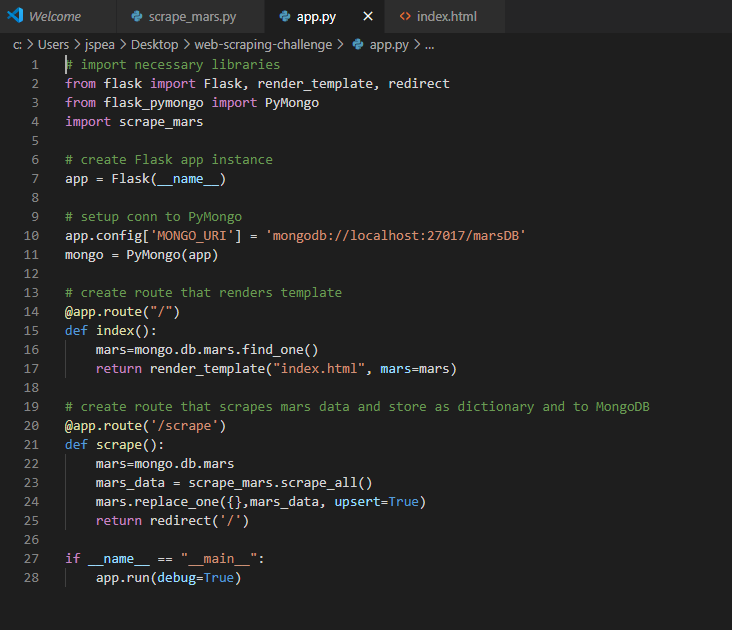 Welcome scrape_mars.py app.py × <> index.html
c: > Users > jspea > Desktop > web-scraping-challenge > app.py > ...
1 # import necessary libraries
2 from flask import Flask, render_template, redirect
3 from flask_pymongo import PyMongo
4 import scrape_mars
5
6 # create Flask app instance
7 app = Flask(__name__)
8
9 # setup conn to PyMongo
10 app.config['MONGO_URI'] = 'mongodb://localhost:27017/marsDB'
11 mongo = PyMongo(app)
12
13 # create route that renders template
14 @app.route("/")
15 def index():
16     mars=mongo.db.mars.find_one()
17     return render_template("index.html", mars=mars)
18
19 # create route that scrapes mars data and store as dictionary and to MongoDB
20 @app.route('/scrape')
21 def scrape():
22     mars=mongo.db.mars
23     mars_data = scrape_mars.scrape_all()
24     mars.replace_one({},mars_data, upsert=True)
25     return redirect('/')
26
27 if __name__ == "__main__":
28     app.run(debug=True)